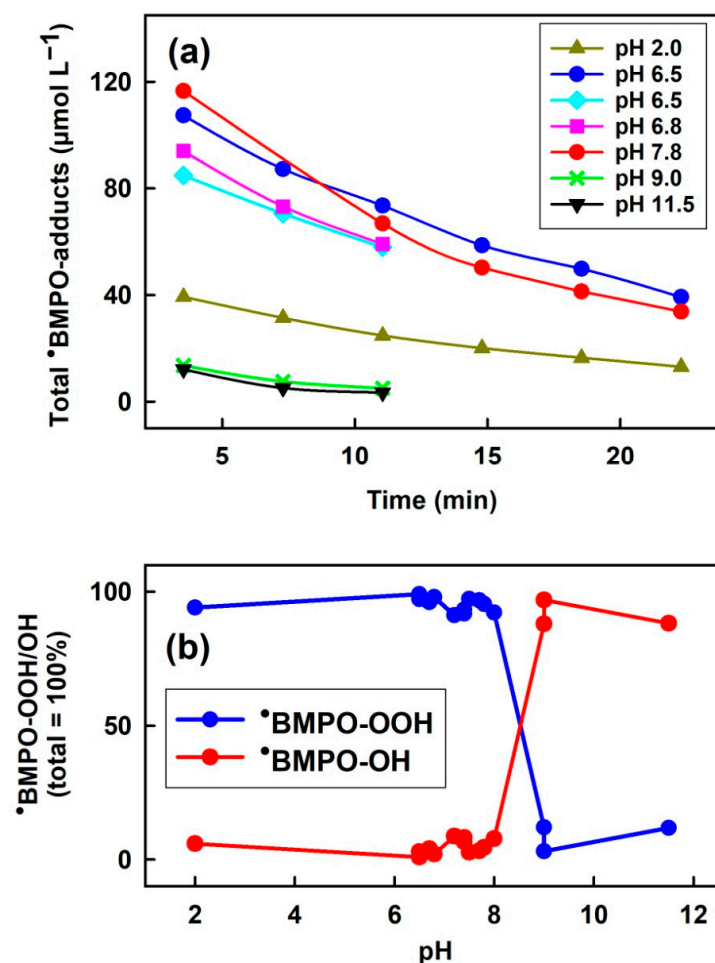 (a)
Total •BMPO-adducts (µmol L⁻¹)
120
80
40
0
pH 2.0
pH 6.5
pH 6.5
pH 6.8
pH 7.8
pH 9.0
pH 11.5
5
10
15
20
Time (min)
(b)
•BMPO-OOH/OH
(total = 100%)
100
50
0
•BMPO-OOH
•BMPO-OH
2
4
6
8
10
12
pH